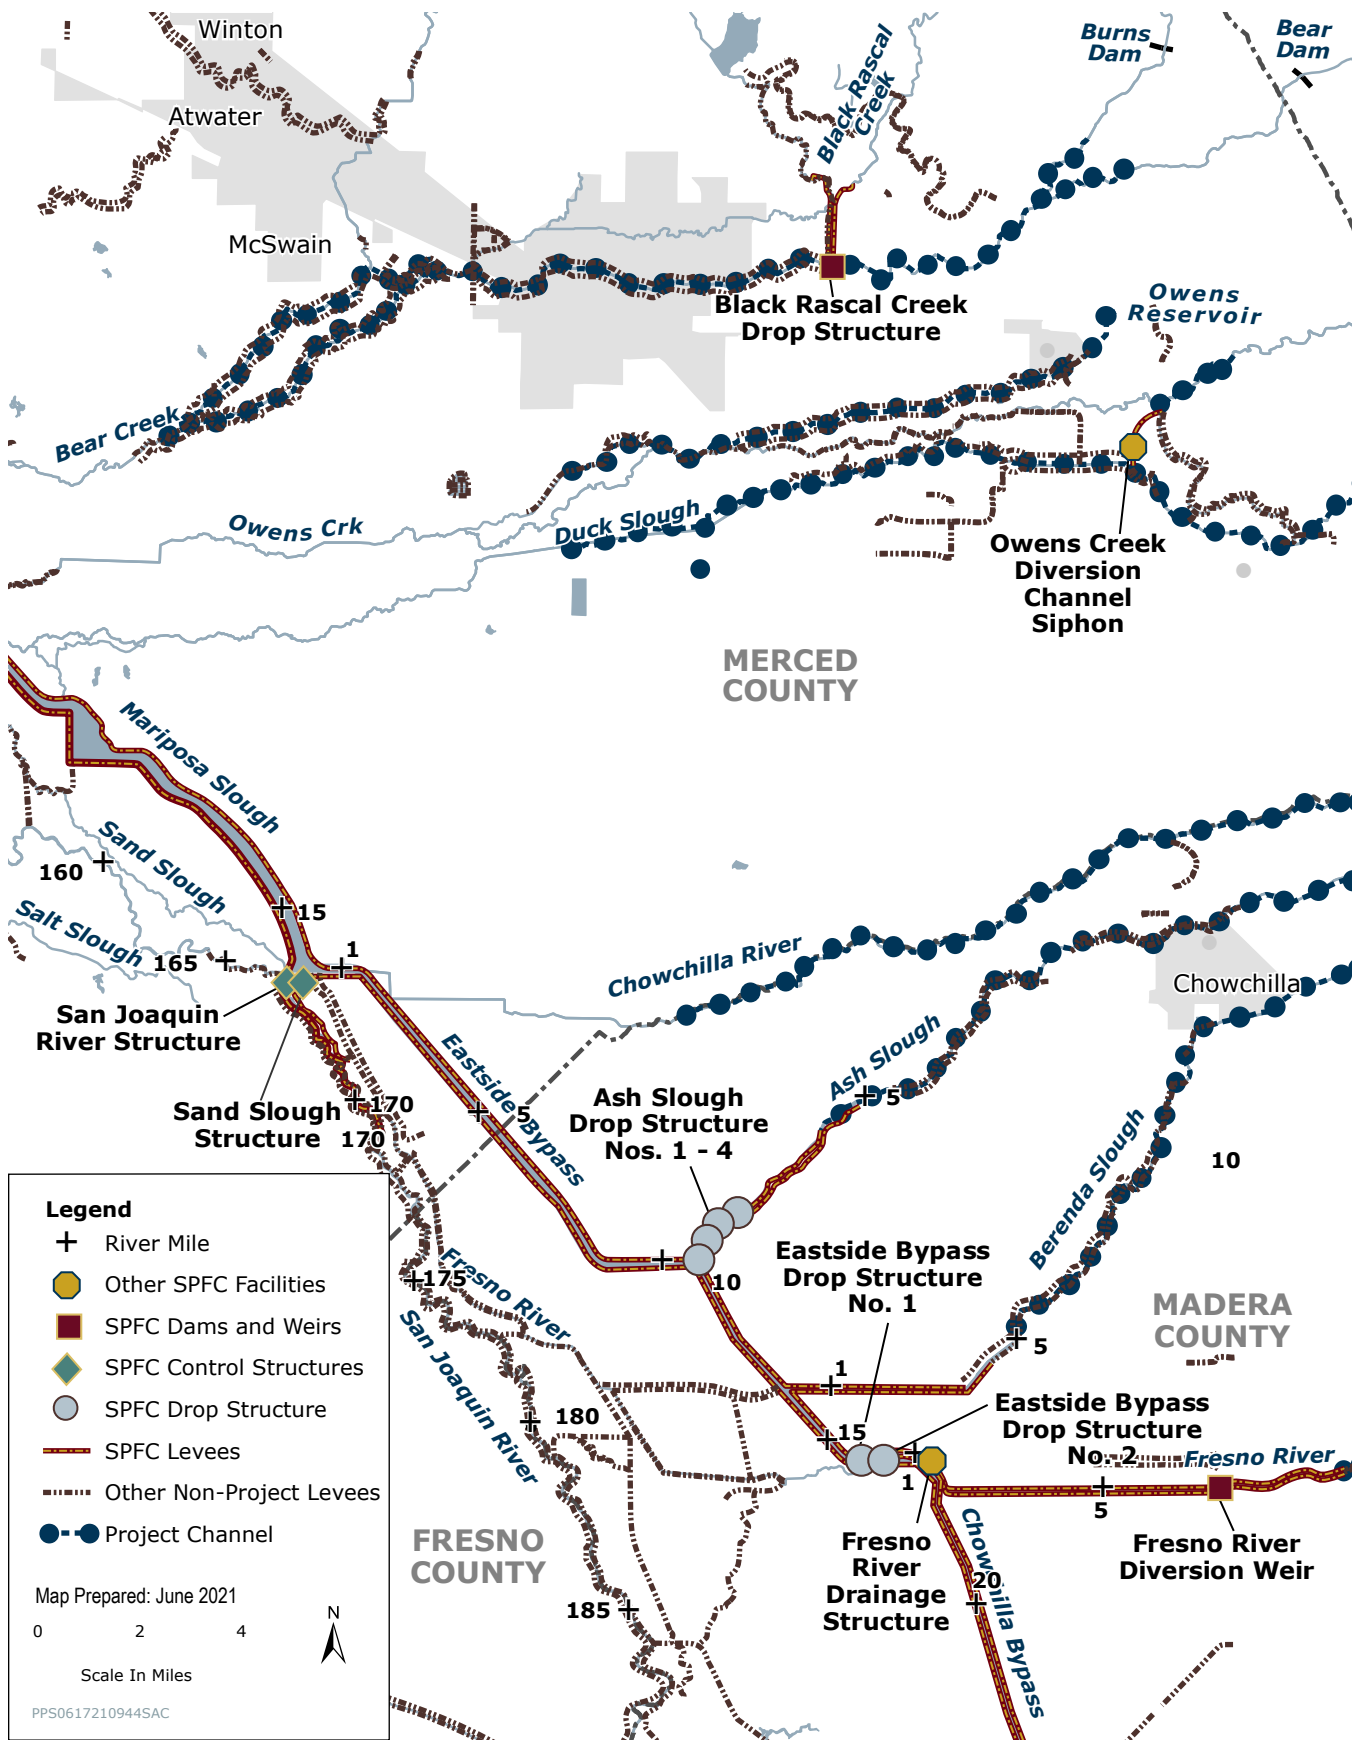 Winton
Burns
Dam
Bear
Dam
Atwater
Black Rascal
Creek
McSwain
Black Rascal Creek
Drop Structure
Owens
Reservoir
Bear Creek
Owens Crk
Duck Slough
Owens Creek
Diversion
Channel
Siphon
MERCED
COUNTY
Mariposa Slough
Sand Slough
160
Salt Slough
15
165
1
Chowchilla River
Chowchilla
San Joaquin
River Structure
Eastside Bypass
5
Ash Slough
5
Sand Slough
Structure
170
170
Ash Slough
Drop Structure
Nos. 1 - 4
Berenda Slough
10
175
Fresno River
10
Eastside Bypass
Drop Structure
No. 1
MADERA
COUNTY
San Joaquin River
5
1
180
15
Eastside Bypass
Drop Structure
No. 2
Fresno River
1
5
FRESNO
COUNTY
Fresno
River
Drainage
Structure
Chowchilla Bypass
20
Fresno River
Diversion Weir
185
Legend
River Mile
Other SPFC Facilities
SPFC Dams and Weirs
SPFC Control Structures
SPFC Drop Structure
SPFC Levees
Other Non-Project Levees
Project Channel
Map Prepared: June 2021
N
0 2 4
Scale In Miles
PPS0617210944SAC